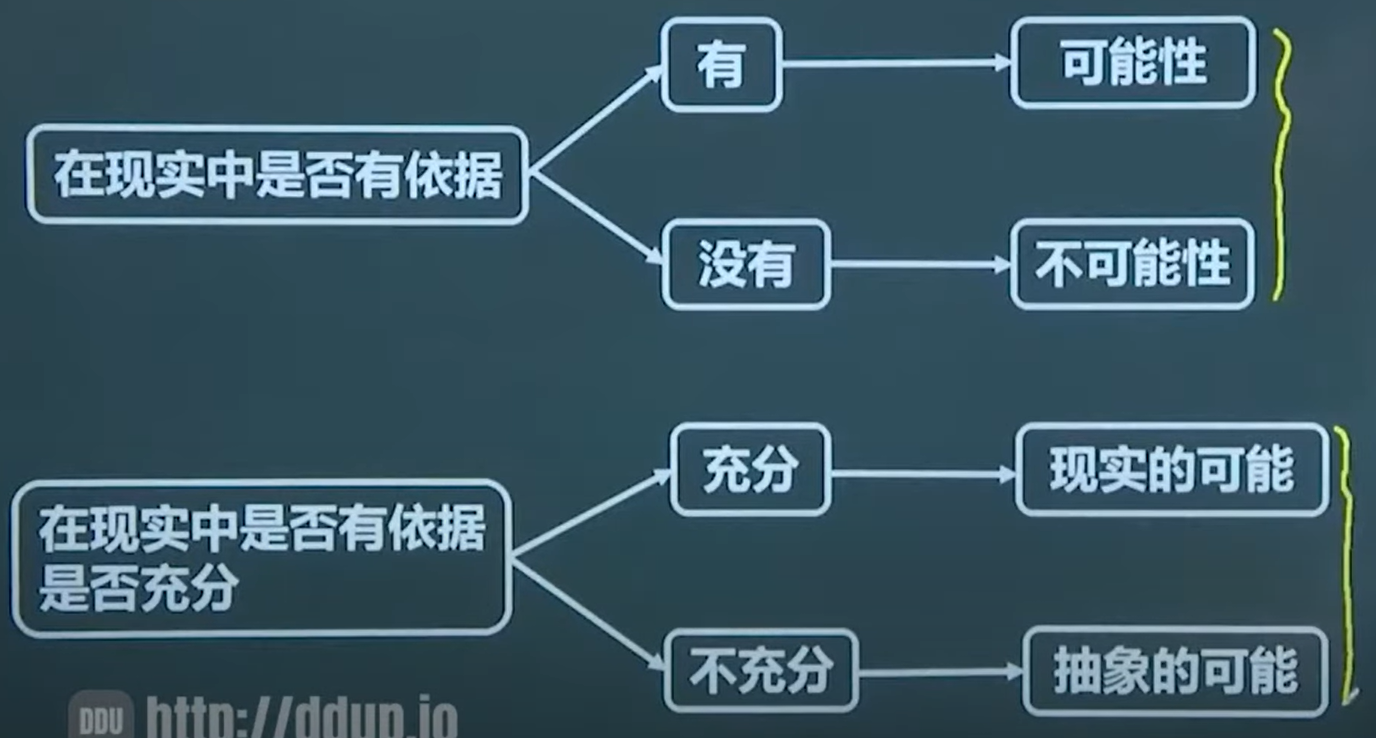 有
可能性
在现实中是否有依据
没有
不可能性
充分
现实的可能
在现实中是否有依据
是否充分
不充分
抽象的可能
DDU http://ddup.io